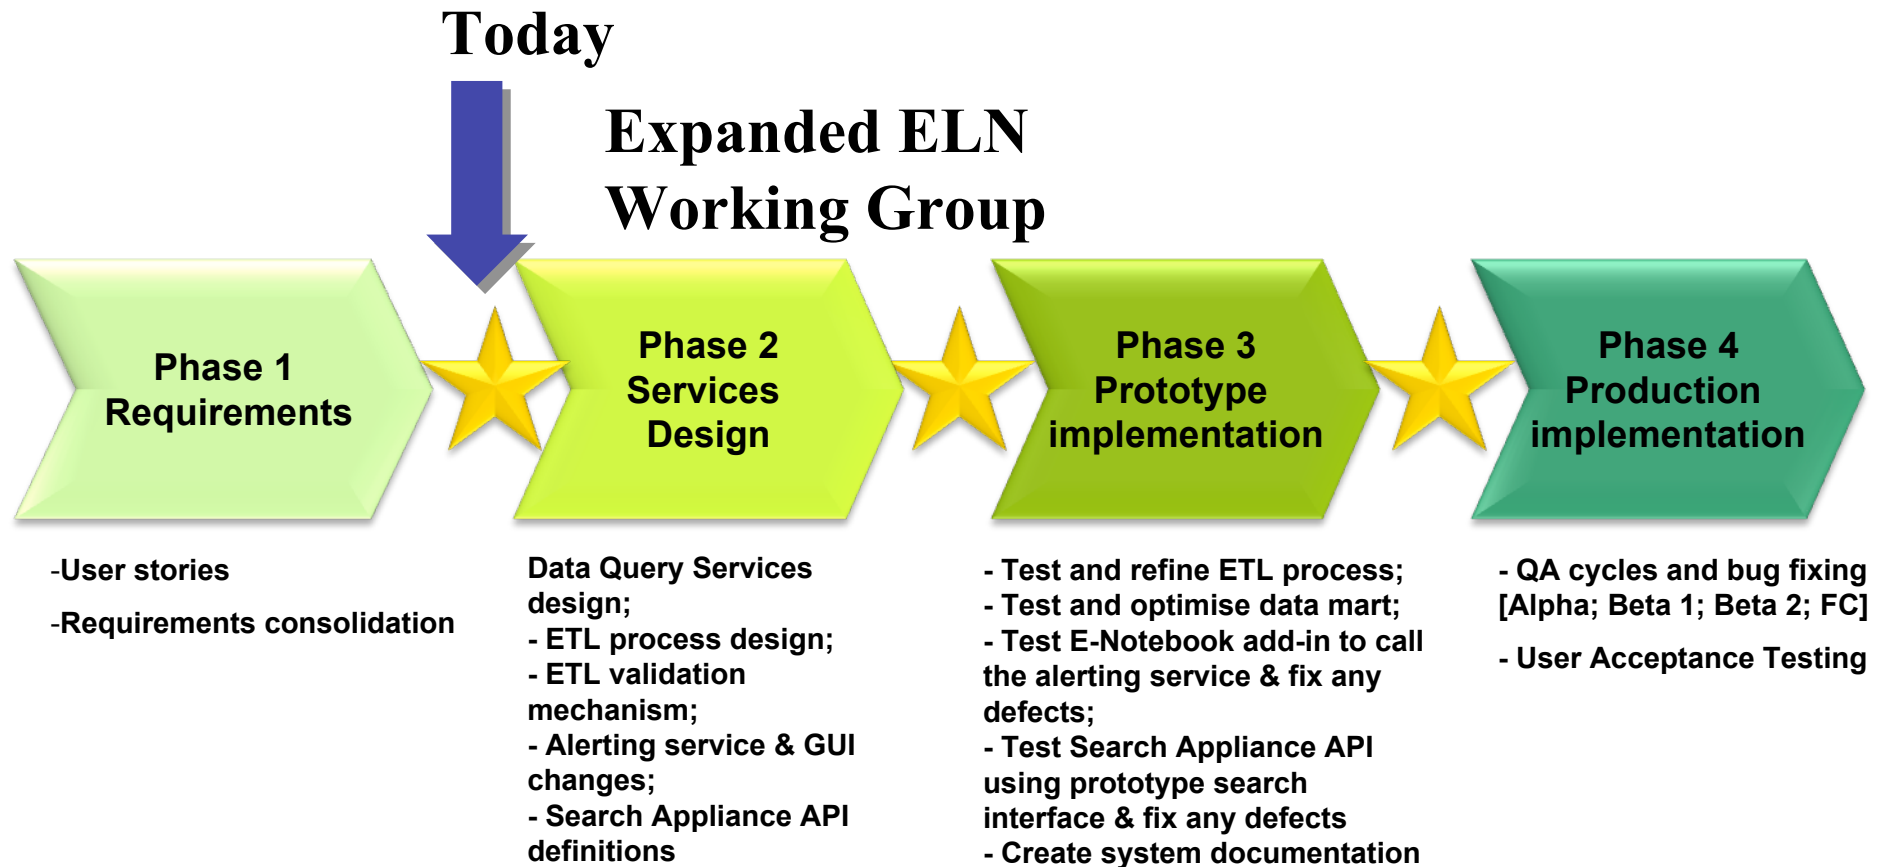 Today
Expanded ELN
Working Group
Phase 1
Requirements
Phase 2
Services
Design
Phase 3
Prototype
implementation
Phase 4
Production
implementation
-User stories
-Requirements consolidation
Data Query Services
design;
- ETL process design;
- ETL validation
mechanism;
- Alerting service & GUI
changes;
- Search Appliance API
definitions
- Test and refine ETL process;
- Test and optimise data mart;
- Test E-Notebook add-in to call
the alerting service & fix any
defects;
- Test Search Appliance API
using prototype search
interface & fix any defects
- Create system documentation
- QA cycles and bug fixing
[Alpha; Beta 1; Beta 2; FC]
- User Acceptance Testing